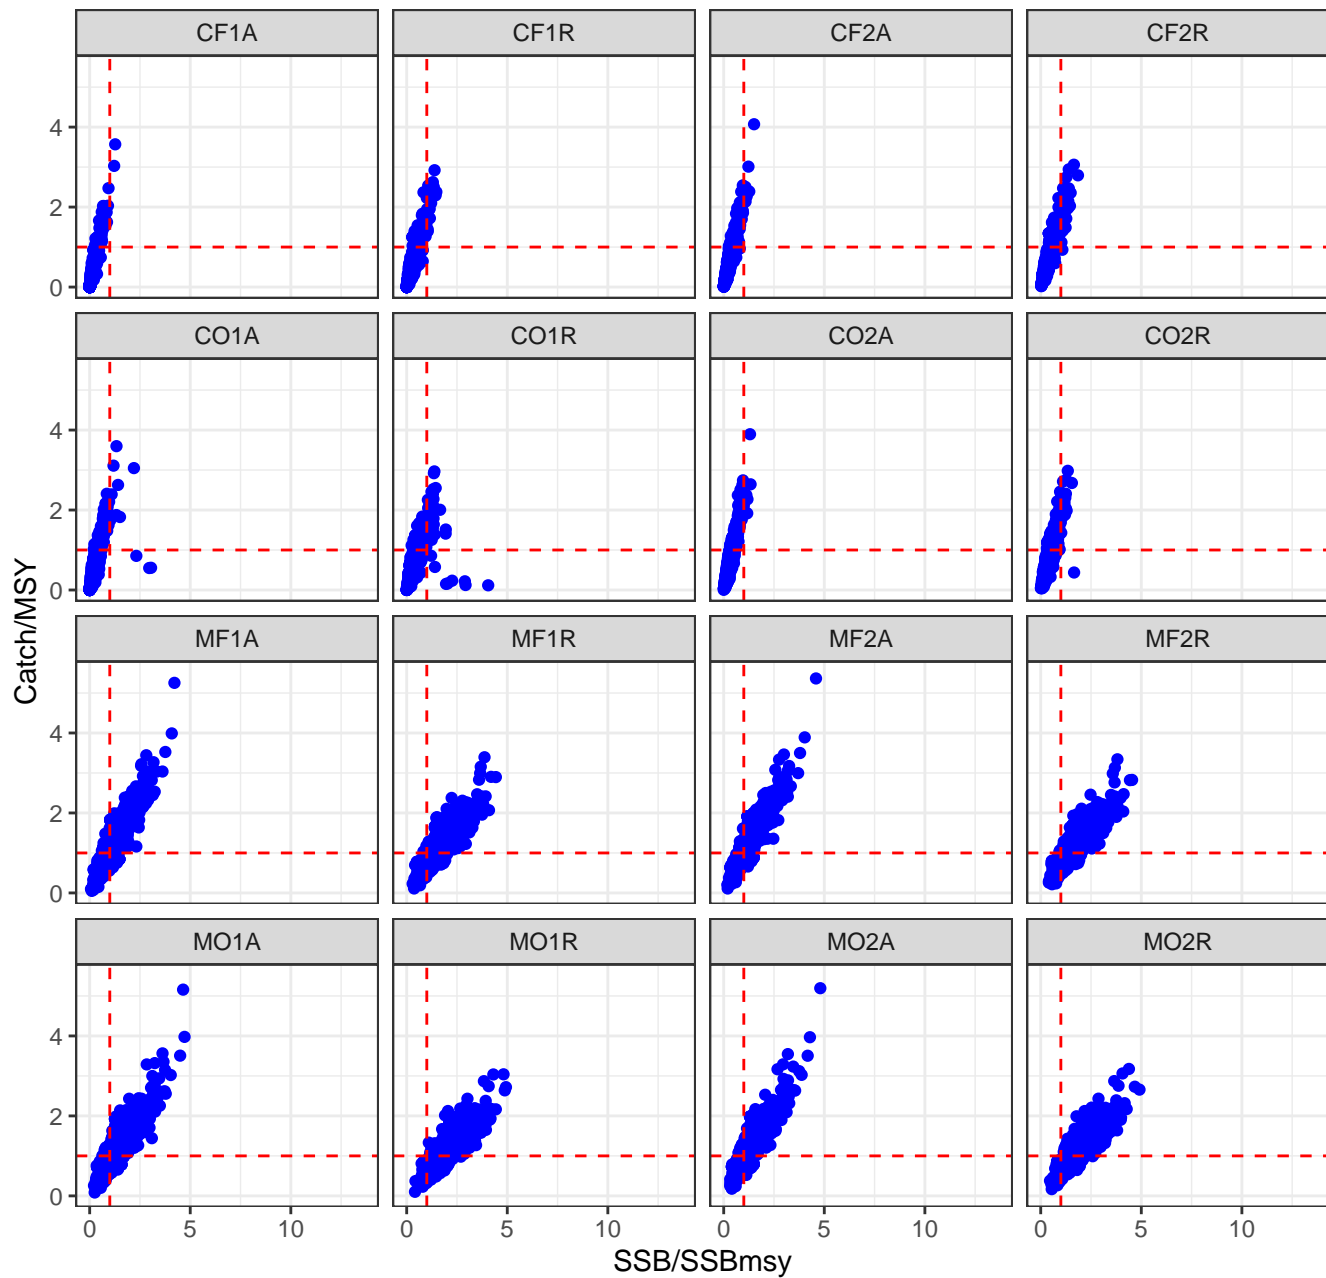 CF1A CF1R CF2A CF2R
4
2
0
CO1A CO1R CO2A CO2R
4
2
0
MF1A MF1R MF2A MF2R
4
2
0
MO1A MO1R MO2A MO2R
4
2
0
0 5 10 0 5 10 0 5 10 0 5 10
SSB/SSBmsy
Catch/MSY